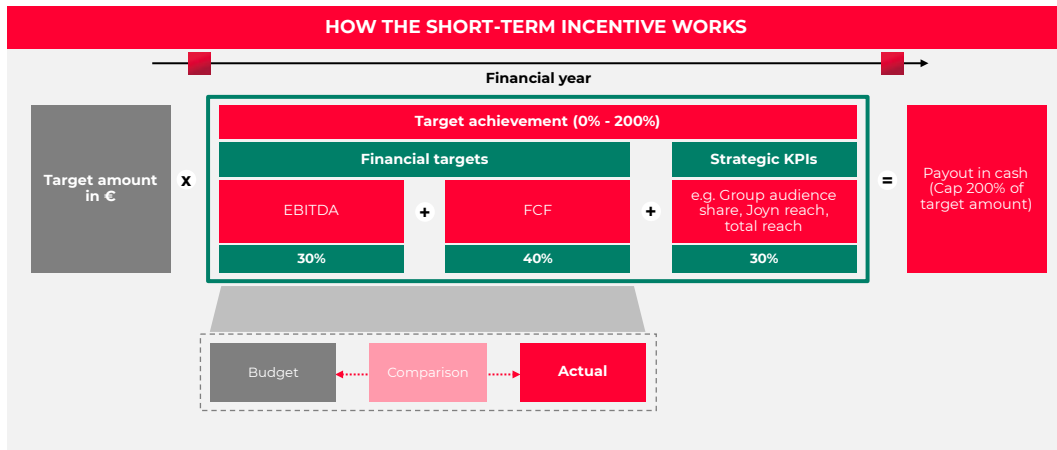 HOW THE SHORT-TERM INCENTIVE WORKS
Financial year
Target amount
in €
x
Target achievement (0% - 200%)
Financial targets
Strategic KPIs
EBITDA
+
FCF
+
e.g. Group audience
share, Joyn reach,
total reach
30%
40%
30%
=
Payout in cash
(Cap 200% of
target amount)
Budget
Comparison
Actual